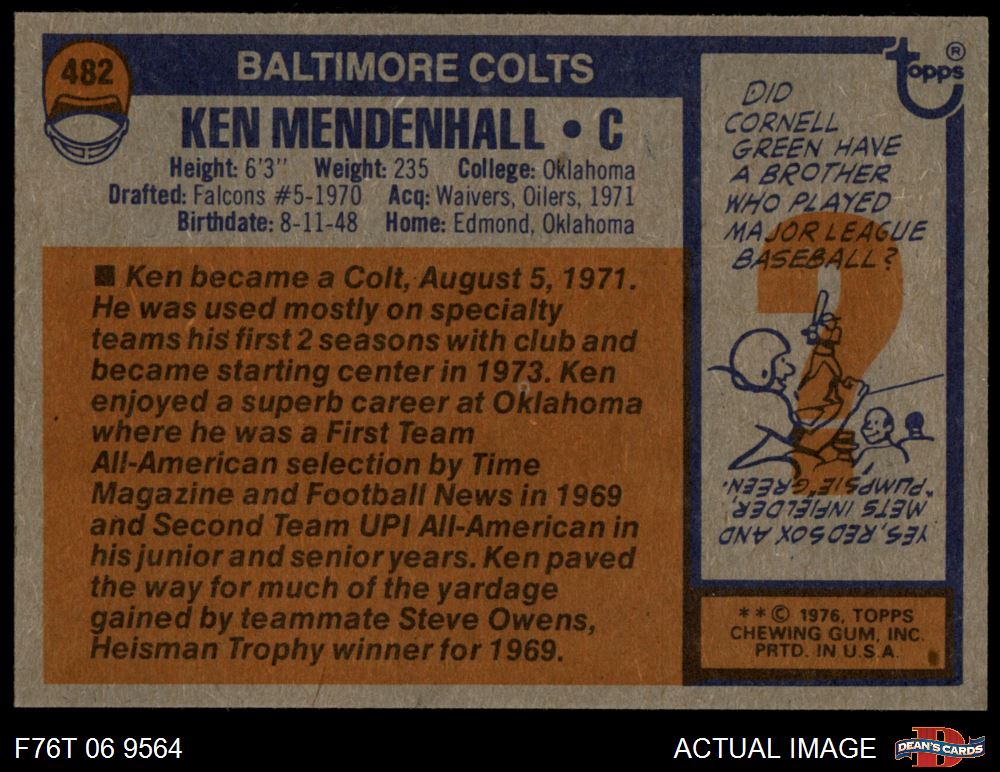 482
BALTIMORE COLTS
KEN MENDENHALL • C
Height: 6'3" Weight: 235 College: Oklahoma
Drafted: Falcons #5-1970 Acq: Waivers, Oilers, 1971
Birthdate: 8-11-48 Home: Edmond, Oklahoma
■ Ken became a Colt, August 5, 1971.
He was used mostly on specialty
teams his first 2 seasons with club and
became starting center in 1973. Ken
enjoyed a superb career at Oklahoma
where he was a First Team
All-American selection by Time
Magazine and Football News in 1969
and Second Team UPI All-American in
his junior and senior years. Ken paved
the way for much of the yardage
gained by teammate Steve Owens,
Heisman Trophy winner for 1969.
topps®
DID
CORNELL
GREEN HAVE
A BROTHER
WHO PLAYED
MAJOR LEAGUE
BASEBALL?
?
YES, RED SOX AND
METS INFIELDER,
"PUMPSIE" GREEN.
** © 1976, TOPPS
CHEWING GUM, INC.
PRTD. IN U.S.A.
F76T 06 9564
ACTUAL IMAGE
D
DEAN'S CARDS